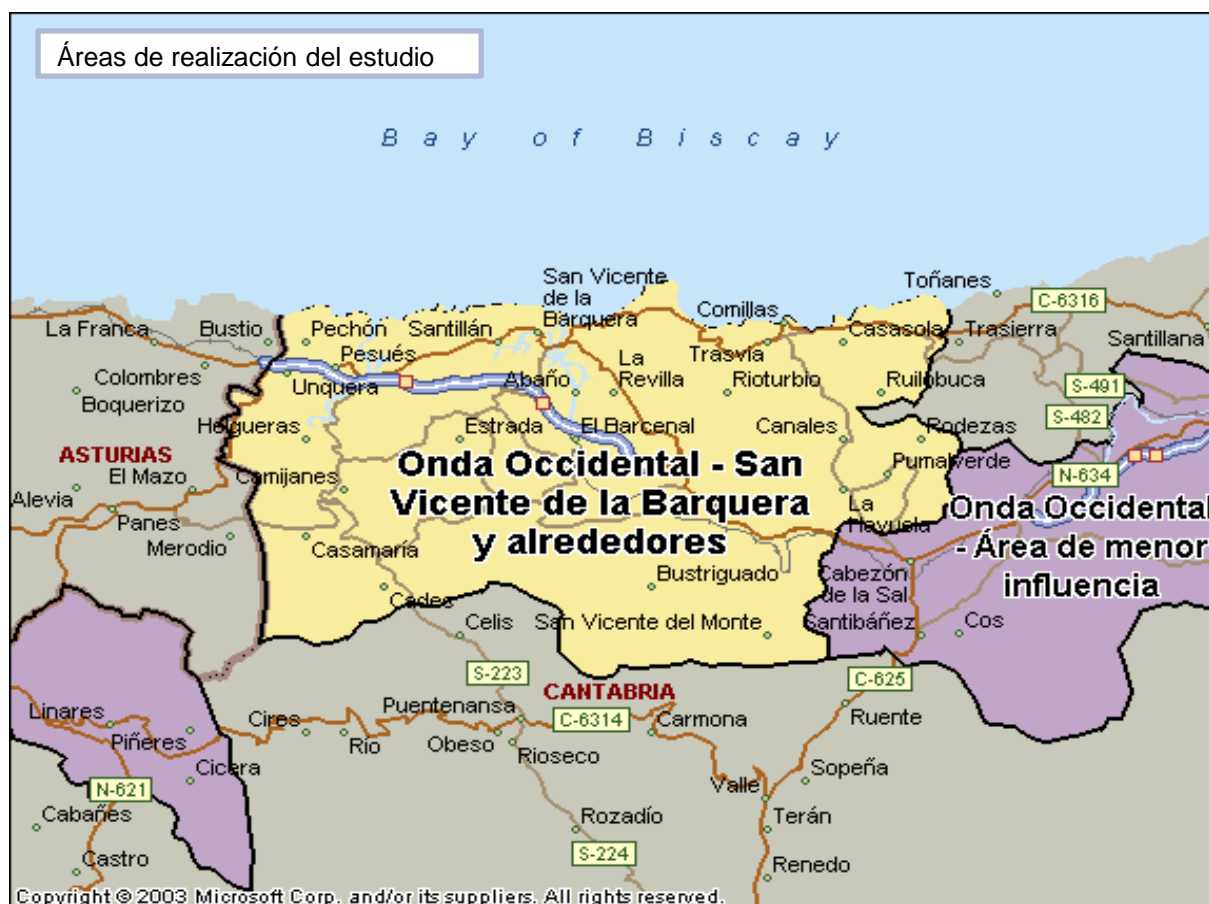 Áreas de realización del estudio
Bay of Biscay
San Vicente
de la
Barquera
Toñanes
C-6316
La Franca
Bustio
Pechón
Santillán
Comillas
Casasola
Trasierra
Santillana
Pesués
Trasvia
La
Revilla
Colombres
Unquera
Abaño
Rioturbio
Ruilobuca
S-491
Boquerizo
S-482
Helgueras
Estrada
El Barcenal
Canales
Rodezas
ASTURIAS
El Mazo
Camijanes
Onda Occidental - San
Vicente de la Barquera
y alrededores
Pumalverde
N-634
Alevia
Panes
La
Hayuela
Onda Occidental
- Área de menor
influencia
Merodio
Casamaría
Bustriguado
Cabezón
de la Sal
Cades
Celis
San Vicente del Monte
Santibáñez
Cos
S-223
CANTABRIA
C-625
Linares
Piñeres
Cires
Río
Puentenansa
Obeso
C-6314
Rioseco
Carmona
Ruente
Cicera
N-621
Valle
Sopeña
Cabañes
Rozadío
Terán
Castro
S-224
Renedo
Copyright © 2003 Microsoft Corp. and/or its suppliers. All rights reserved.